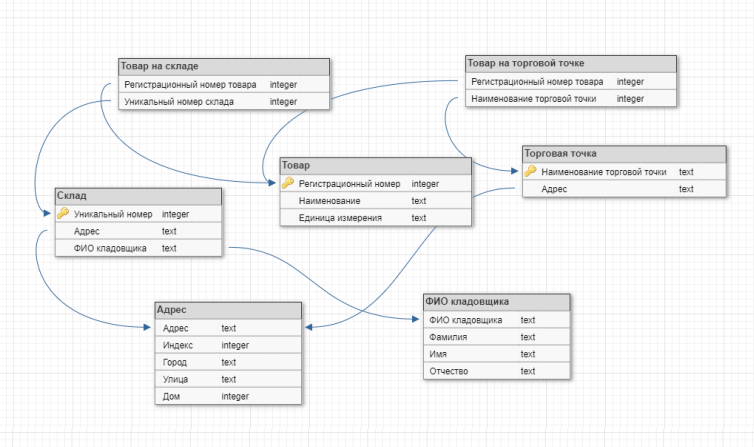 Товар на складе
Регистрационный номер товара integer
Уникальный номер склада integer
Товар на торговой точке
Регистрационный номер товара integer
Наименование торговой точки integer
Товар
Регистрационный номер integer
Наименование text
Единица измерения text
Торговая точка
Наименование торговой точки text
Адрес text
Склад
Уникальный номер integer
Адрес text
ФИО кладовщика text
Адрес
Адрес text
Индекс integer
Город text
Улица text
Дом integer
ФИО кладовщика
ФИО кладовщика text
Фамилия text
Имя text
Отчество text